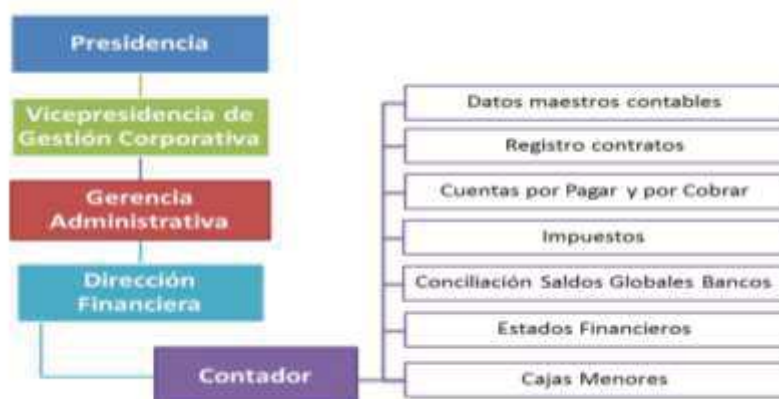 Presidencia
Vicepresidencia de
Gestión Corporativa
Gerencia
Administrativa
Dirección
Financiera
Contador
Datos maestros contables
Registro contratos
Cuentas por Pagar y por Cobrar
Impuestos
Conciliación Saldos Globales Bancos
Estados Financieros
Cajas Menores